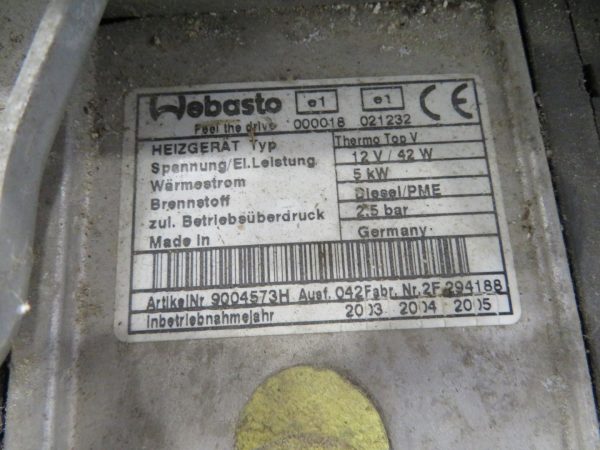 Webasto e1 e1 CE
Feel the drive 000018 021232
HEIZGERÄT Typ Thermo Top V
Spannung/El.Leistung 12 V / 42 W
Wärmestrom 5 kW
Brennstoff Diesel/PME
zul. Betriebsüberdruck 2.5 bar
Made in Germany
ArtikelNr. 9004573H Ausf. 042 Fabr. Nr. 2F 294188
Inbetriebnahmejahr 2003 2004 2005